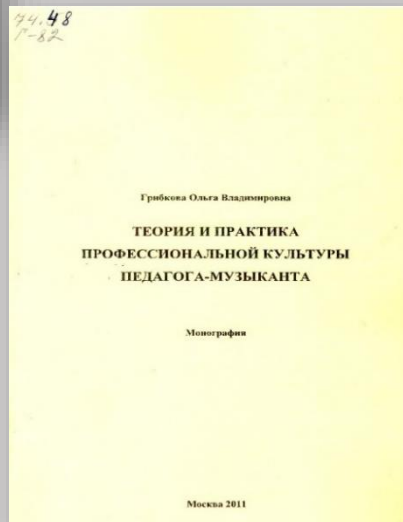 74.48
Г-82
Грибкова Ольга Владимировна
ТЕОРИЯ И ПРАКТИКА
ПРОФЕССИОНАЛЬНОЙ КУЛЬТУРЫ
ПЕДАГОГА-МУЗЫКАНТА
Монография
Москва 2011